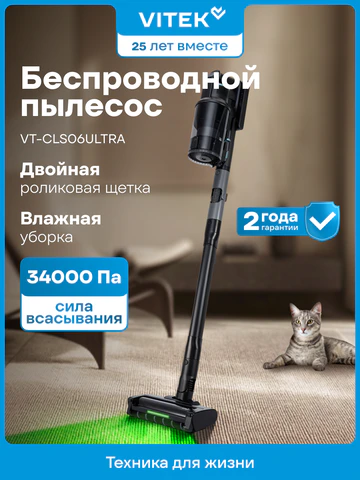 VITEK
25 лет вместе
Беспроводной
пылесос
VT-CLS06ULTRA
Двойная
роликовая щетка
Влажная
уборка
2 года
гарантии
34000 Па
сила
всасывания
Техника для жизни